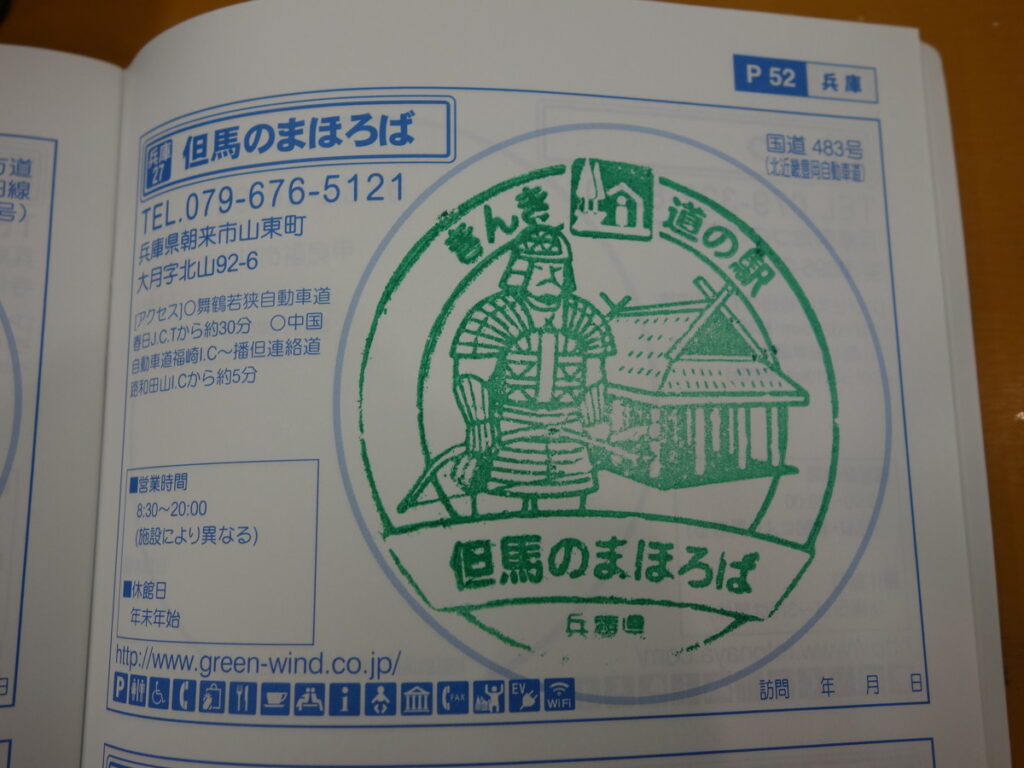 P 52 兵庫
兵庫 27 但馬のまほろば
国道 483号
(北近畿豊岡自動車道)
TEL.079-676-5121
兵庫県朝来市山東町
大月字北山92-6
[アクセス]○舞鶴若狭自動車道
春日J.C.Tから約30分 ○中国
自動車道福崎I.C～播但連絡道
路和田山I.Cから約5分
■営業時間
8:30～20:00
(施設により異なる)
■休館日
年末年始
http://www.green-wind.co.jp/
P i FAX EV WiFi
きんき 道の駅
但馬のまほろば
兵庫県
訪問 年 月 日